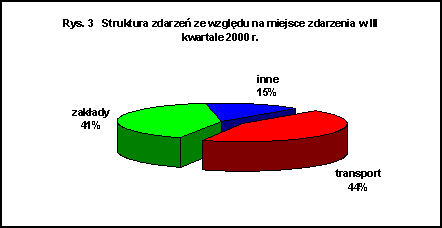 Rys. 3 Struktura zdarzeń ze względu na miejsce zdarzenia w III
kwartale 2000 r.
inne
15%
zakłady
41%
transport
44%